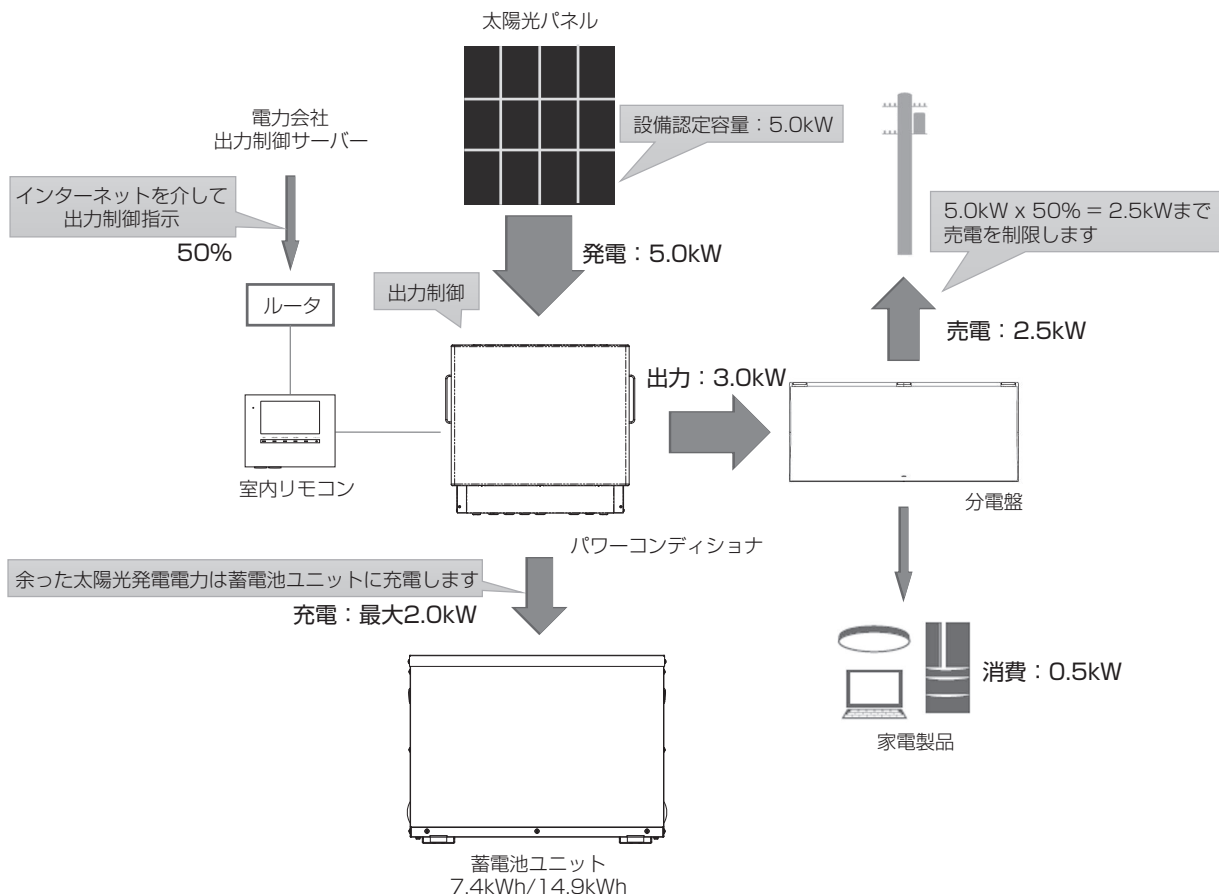 太陽光パネル
設備認定容量：5.0kW
電力会社
出力制御サーバー
インターネットを介して
出力制御指示
50%
発電：5.0kW
5.0kW x 50% = 2.5kWまで
売電を制限します
ルータ
出力制御
売電：2.5kW
出力：3.0kW
室内リモコン
分電盤
パワーコンディショナ
余った太陽光発電電力は蓄電池ユニットに充電します
充電：最大2.0kW
消費：0.5kW
家電製品
蓄電池ユニット
7.4kWh/14.9kWh